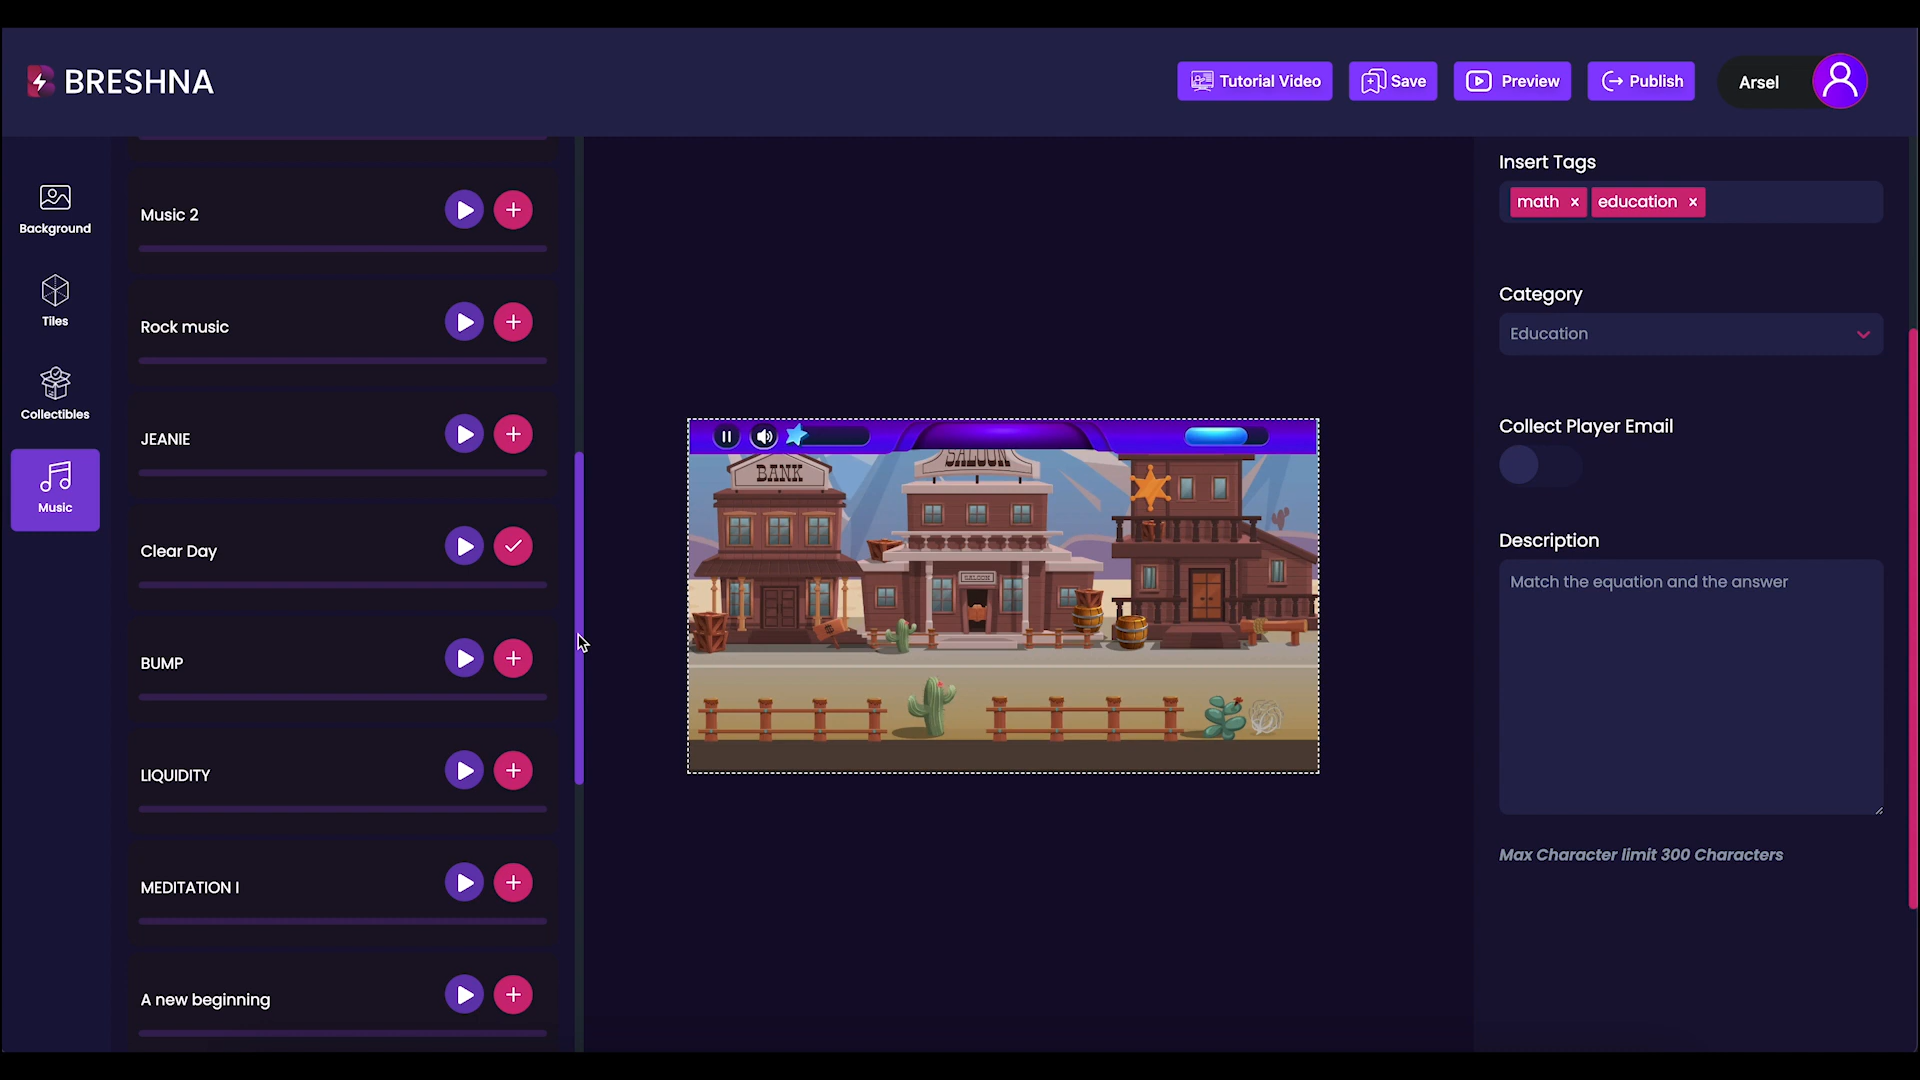 BRESHNA
Tutorial Video
Save
Preview
Publish
Arsel
Background
Tiles
Collectibles
Music
Music 2
Rock music
JEANIE
Clear Day
BUMP
LIQUIDITY
MEDITATION I
A new beginning
BANK
SALOON
SALOON
Insert Tags
math × education ×
Category
Education
Collect Player Email
Description
Match the equation and the answer
Max Character limit 300 Characters